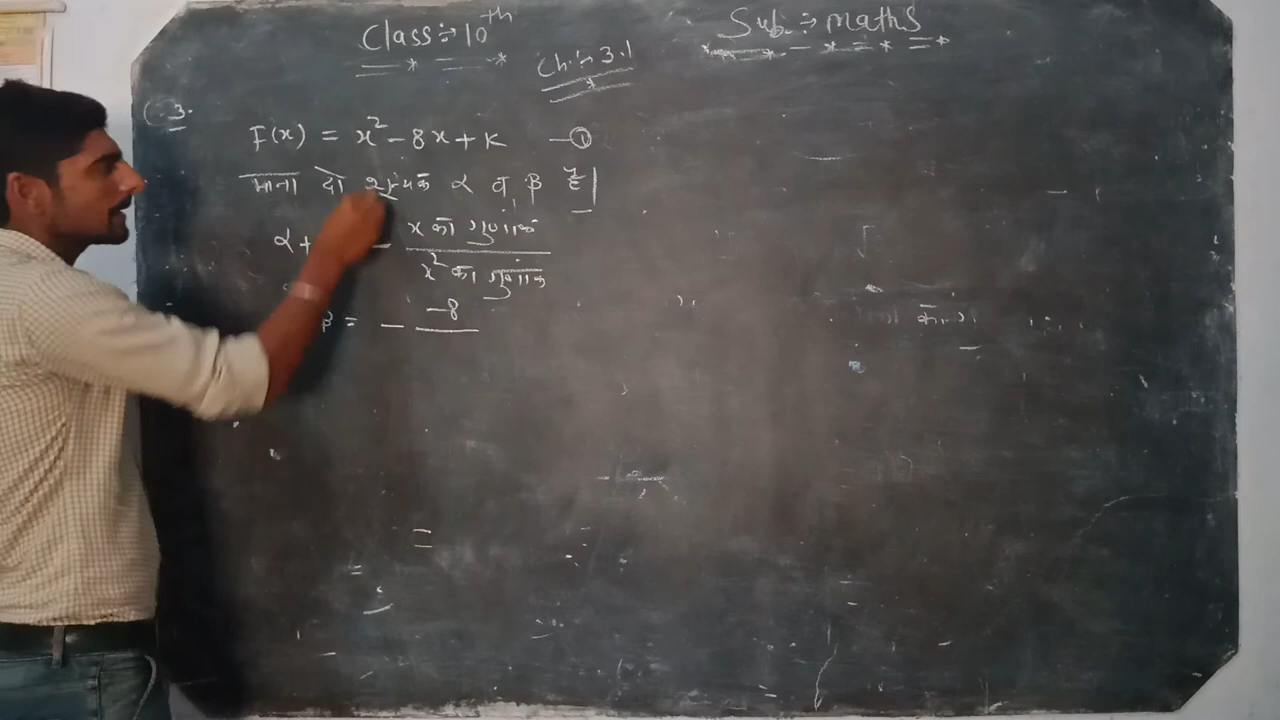 Class :- 10th
Sub. :- maths
Ch. :- 3.1
Q.3.
F(x) = x² - 8x + K —①
माना दो शून्यक α व β है|
α + - x का गुणांक
x² का गुणांक
β = - -8